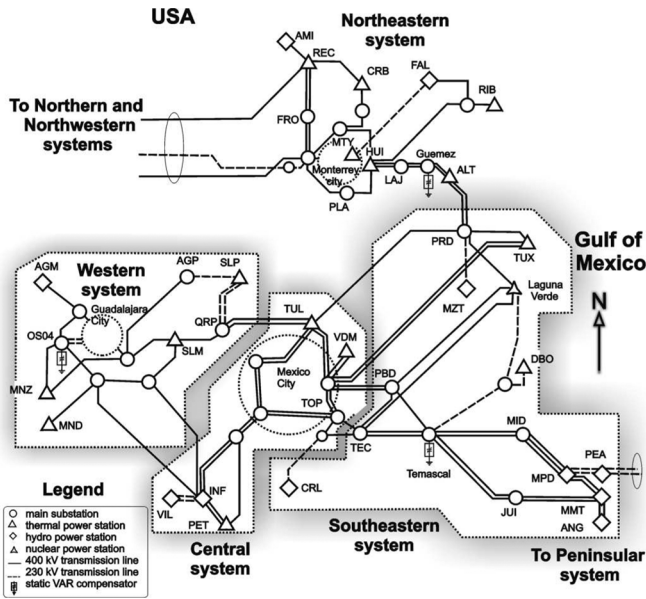 USA
Northeastern
system
AMI
REC
CRB
FAL
RIB
To Northern and
Northwestern
systems
FRO
MTY
HUI
Guemez
Monterrey
city
LAJ
ALT
PLA
PRD
TUX
Gulf of
Mexico
Western
system
AGM
AGP
SLP
Guadalajara
City
MZT
Laguna
Verde
N
OS04
QRP
TUL
SLM
VDM
DBO
MNZ
Mexico
City
PBD
TOP
MND
TEC
MID
Temascal
PEA
MPD
Legend
main substation
thermal power station
hydro power station
nuclear power station
400 kV transmission line
230 kV transmission line
static VAR compensator
VIL
INF
PET
CRL
JUI
MMT
ANG
Central
system
Southeastern
system
To Peninsular
system